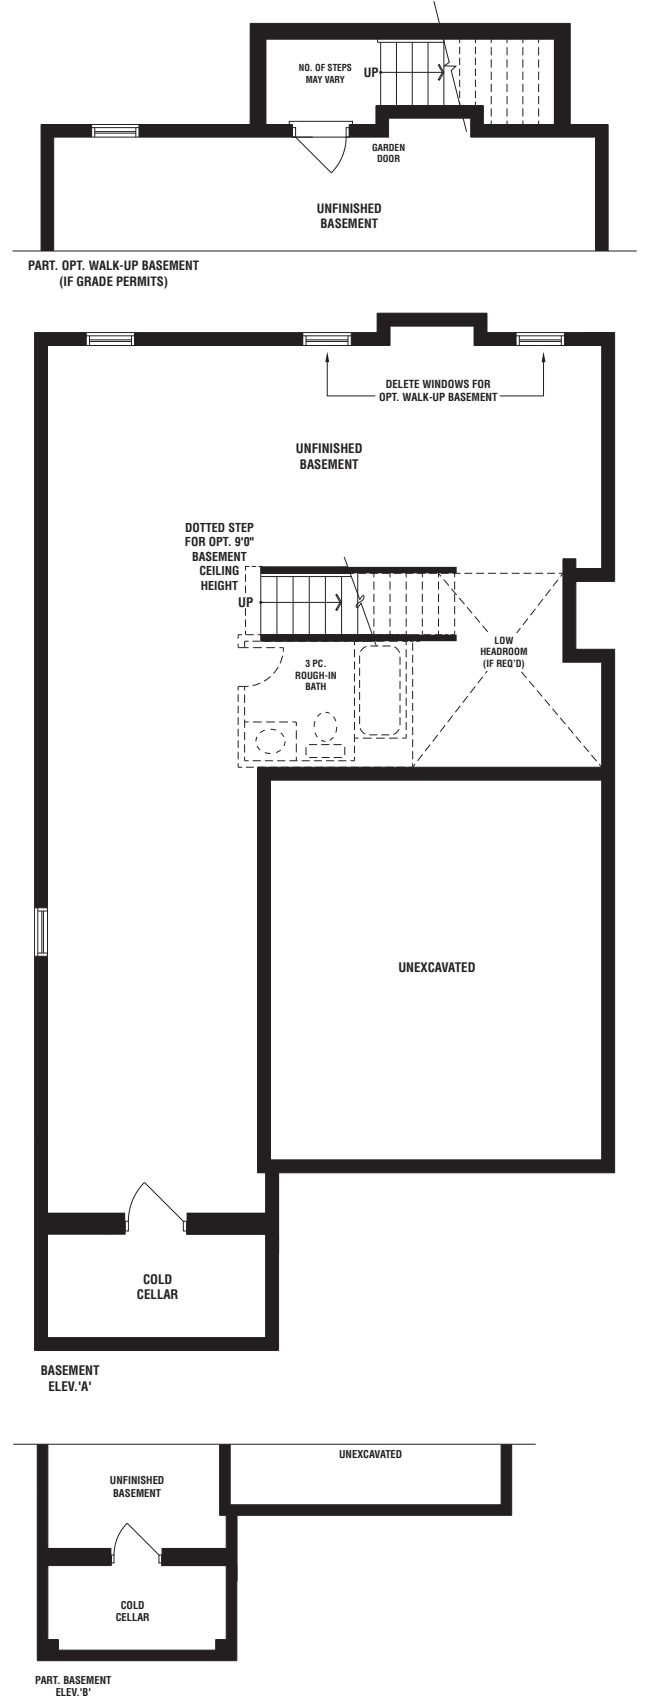 NO. OF STEPS
MAY VARY
UP
GARDEN
DOOR
UNFINISHED
BASEMENT
PART. OPT. WALK-UP BASEMENT
(IF GRADE PERMITS)
DELETE WINDOWS FOR
OPT. WALK-UP BASEMENT
UNFINISHED
BASEMENT
DOTTED STEP
FOR OPT. 9'0"
BASEMENT
CEILING
HEIGHT
UP
LOW
HEADROOM
(IF REQ'D)
3 PC.
ROUGH-IN
BATH
UNEXCAVATED
COLD
CELLAR
BASEMENT
ELEV.'A'
UNEXCAVATED
UNFINISHED
BASEMENT
COLD
CELLAR
PART. BASEMENT
ELEV.'B'